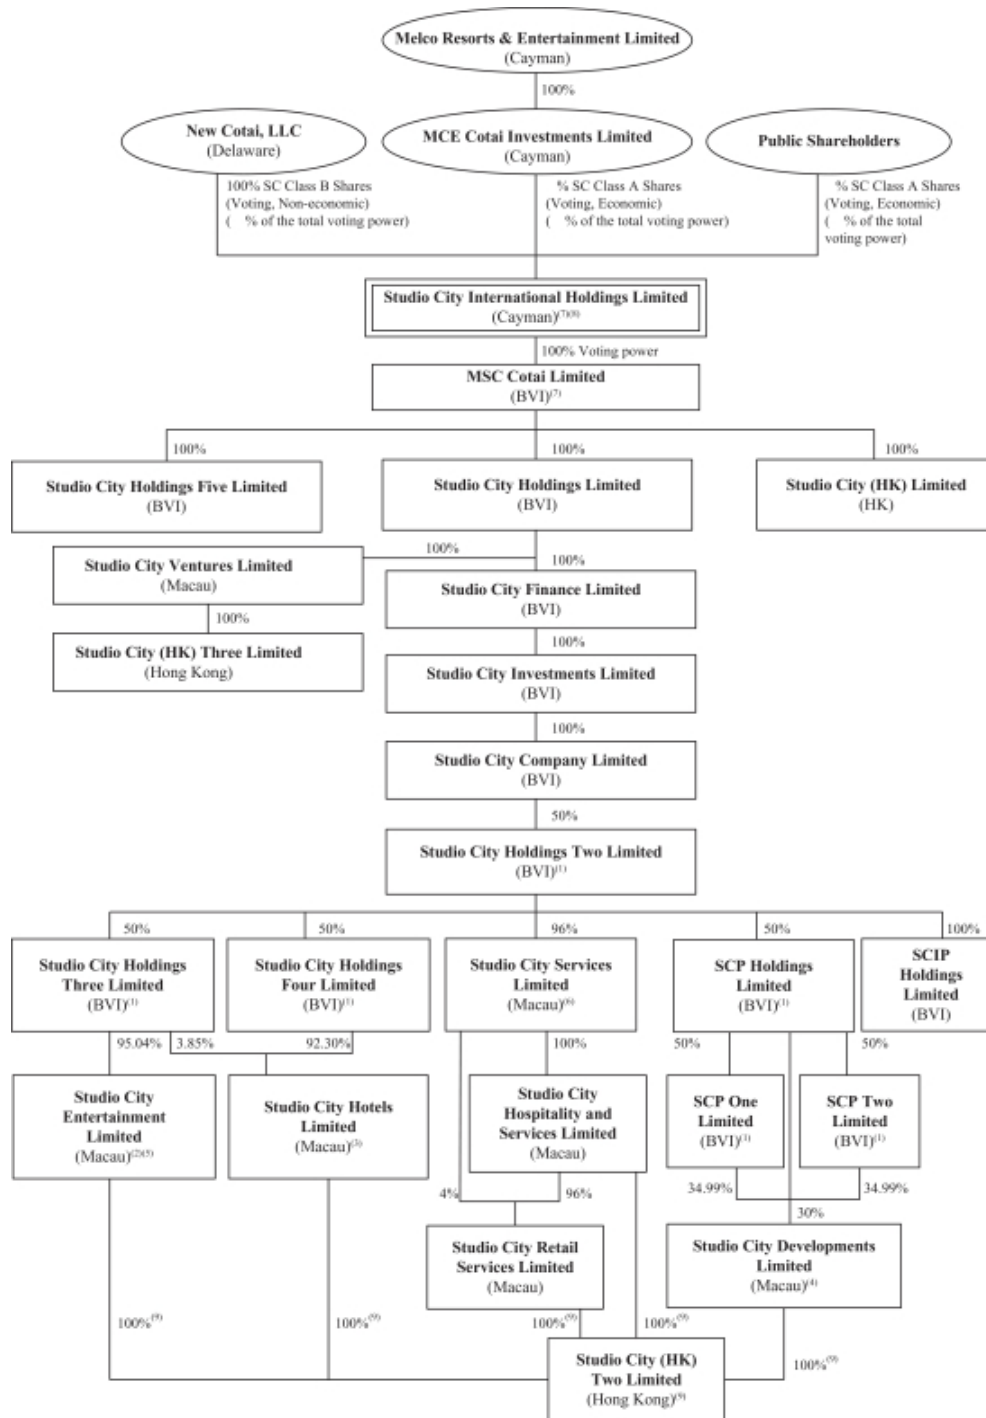 Melco Resorts & Entertainment Limited
(Cayman)
100%
New Cotai, LLC
(Delaware)
MCE Cotai Investments Limited
(Cayman)
Public Shareholders
100% SC Class B Shares
(Voting, Non-economic)
( % of the total voting power)
% SC Class A Shares
(Voting, Economic)
( % of the total voting power)
% SC Class A Shares
(Voting, Economic)
( % of the total
voting power)
Studio City International Holdings Limited
(Cayman)(7)(8)
100% Voting power
MSC Cotai Limited
(BVI)(7)
100%
100%
100%
Studio City Holdings Five Limited
(BVI)
Studio City Holdings Limited
(BVI)
Studio City (HK) Limited
(HK)
100%
100%
Studio City Ventures Limited
(Macau)
Studio City Finance Limited
(BVI)
100%
100%
Studio City (HK) Three Limited
(Hong Kong)
Studio City Investments Limited
(BVI)
100%
Studio City Company Limited
(BVI)
50%
Studio City Holdings Two Limited
(BVI)(1)
50%
50%
96%
50%
100%
Studio City Holdings
Three Limited
(BVI)(1)
Studio City Holdings
Four Limited
(BVI)(1)
Studio City Services
Limited
(Macau)(6)
SCP Holdings
Limited
(BVI)(1)
SCIP
Holdings
Limited
(BVI)
95.04%
3.85%
92.30%
100%
50%
50%
Studio City
Entertainment
Limited
(Macau)(2)(5)
Studio City Hotels
Limited
(Macau)(3)
Studio City
Hospitality and
Services Limited
(Macau)
SCP One
Limited
(BVI)(1)
SCP Two
Limited
(BVI)(1)
4%
96%
34.99%
34.99%
30%
Studio City Retail
Services Limited
(Macau)
Studio City Developments
Limited
(Macau)(4)
100%(9)
100%(9)
100%(9)
100%(9)
100%(9)
Studio City (HK)
Two Limited
(Hong Kong)(9)